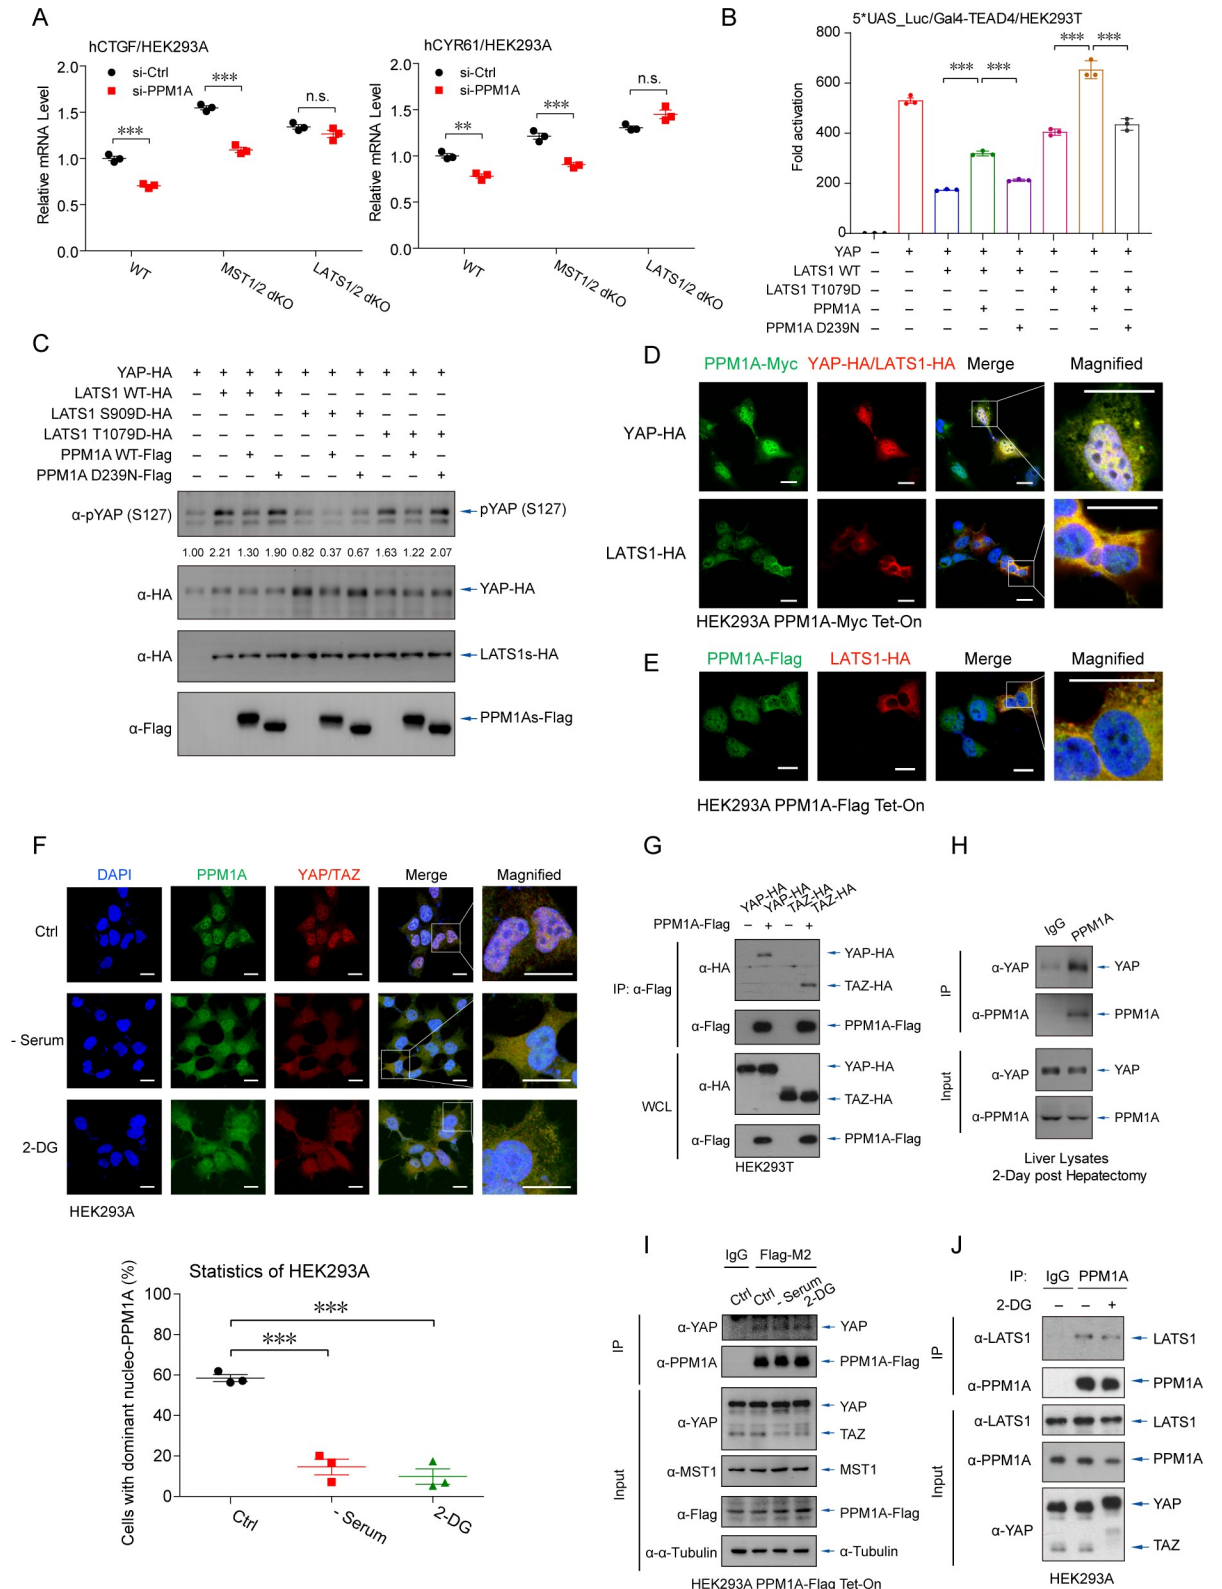 A
hCTGF/HEK293A
2.0
1.5
1.0
0.5
0.0
Relative mRNA Level
si-Ctrl
si-PPM1A
***
***
n.s.
WT
MST1/2 dKO
LATS1/2 dKO
hCYR61/HEK293A
2.0
1.5
1.0
0.5
0.0
Relative mRNA Level
si-Ctrl
si-PPM1A
**
***
n.s.
WT
MST1/2 dKO
LATS1/2 dKO
B
5*UAS_Luc/Gal4-TEAD4/HEK293T
800
600
400
200
0
Fold activation
*** *** *** ***
YAP – + + + + + + +
LATS1 WT – – + + + – – –
LATS1 T1079D – – – – – + + +
PPM1A – – – + – – + –
PPM1A D239N – – – – + – – +
C
YAP-HA + + + + + + + + + +
LATS1 WT-HA – + + + – – – – – –
LATS1 S909D-HA – – – – + + + – – –
LATS1 T1079D-HA – – – – – – – + + +
PPM1A WT-Flag – – + – – + – – + –
PPM1A D239N-Flag – – – + – – + – – +
α-pYAP (S127) pYAP (S127)
1.00 2.21 1.30 1.90 0.82 0.37 0.67 1.63 1.22 2.07
α-HA YAP-HA
α-HA LATS1s-HA
α-Flag PPM1As-Flag
D
PPM1A-Myc YAP-HA/LATS1-HA Merge Magnified
YAP-HA
LATS1-HA
HEK293A PPM1A-Myc Tet-On
E
PPM1A-Flag LATS1-HA Merge Magnified
HEK293A PPM1A-Flag Tet-On
F
DAPI PPM1A YAP/TAZ Merge Magnified
Ctrl
- Serum
2-DG
HEK293A
Statistics of HEK293A
Cells with dominant nucleo-PPM1A (%)
100
80
60
40
20
0
***
***
Ctrl
- Serum
2-DG
G
YAP-HA YAP-HA TAZ-HA TAZ-HA
PPM1A-Flag – + – +
IP: α-Flag
α-HA YAP-HA
TAZ-HA
α-Flag PPM1A-Flag
WCL
α-HA YAP-HA
TAZ-HA
α-Flag PPM1A-Flag
HEK293T
H
IgG PPM1A
IP
α-YAP YAP
α-PPM1A PPM1A
Input
α-YAP YAP
α-PPM1A PPM1A
Liver Lysates
2-Day post Hepatectomy
I
IgG Flag-M2
Ctrl Ctrl - Serum 2-DG
IP
α-YAP YAP
α-PPM1A PPM1A-Flag
Input
α-YAP YAP
TAZ
α-MST1 MST1
α-Flag PPM1A-Flag
α-α-Tubulin α-Tubulin
HEK293A PPM1A-Flag Tet-On
J
IP: IgG PPM1A
2-DG – – +
IP
α-LATS1 LATS1
α-PPM1A PPM1A
Input
α-LATS1 LATS1
α-PPM1A PPM1A
α-YAP YAP
TAZ
HEK293A